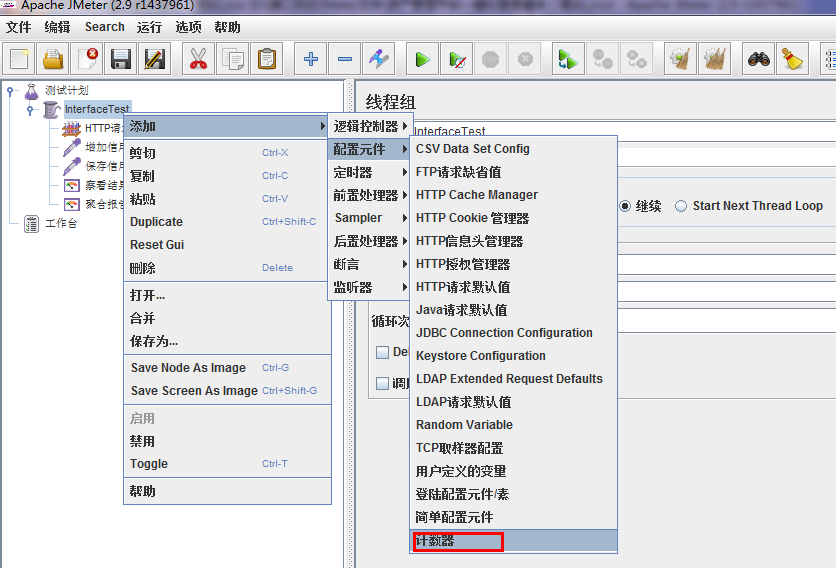 Apache JMeter (2.9 r1437961)
文件 编辑 Search 运行 选项 帮助
测试计划
InterfaceTest
HTTP请
增加信用
保存信用
察看结果
聚合报告
工作台
添加
剪切 Ctrl-X
复制 Ctrl-C
粘贴 Ctrl-V
Duplicate Ctrl+Shift-C
Reset Gui
删除 Delete
打开...
合并
保存为...
Save Node As Image Ctrl-G
Save Screen As Image Ctrl+Shift-G
启用
禁用
Toggle Ctrl-T
帮助
逻辑控制器
配置元件
定时器
前置处理器
Sampler
后置处理器
断言
监听器
CSV Data Set Config
FTP请求缺省值
HTTP Cache Manager
HTTP Cookie 管理器
HTTP信息头管理器
HTTP授权管理器
HTTP请求默认值
Java请求默认值
JDBC Connection Configuration
Keystore Configuration
LDAP Extended Request Defaults
LDAP请求默认值
Random Variable
TCP取样器配置
用户定义的变量
登陆配置元件/素
简单配置元件
计数器
线程组
InterfaceTest
继续 Start Next Thread Loop
循环次
Del
调度